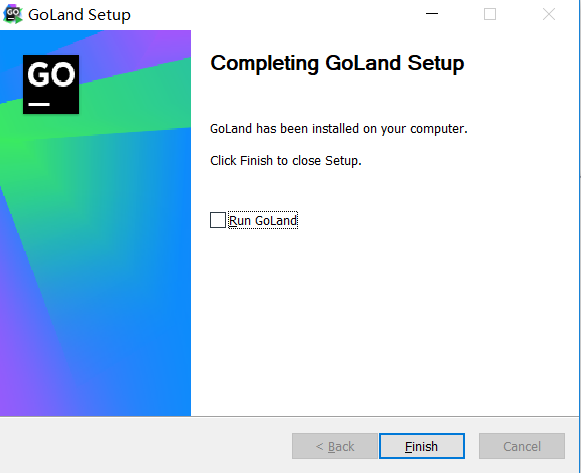 GoLand Setup
GO
Completing GoLand Setup
GoLand has been installed on your computer.
Click Finish to close Setup.
Run GoLand
< Back
Finish
Cancel